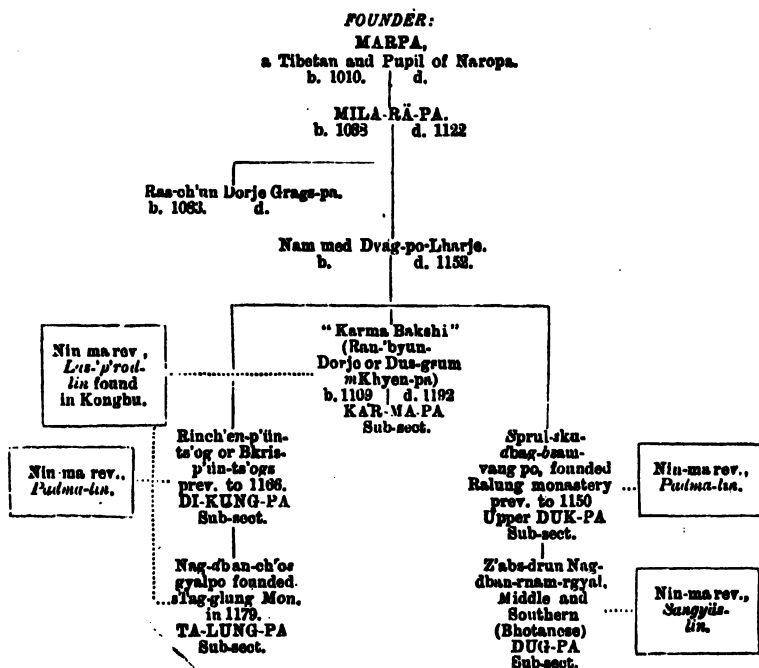 FOUNDER:
MARPA,
a Tibetan and Pupil of Naropa.
b. 1010. d.
MILA-RÄ-PA.
b. 1038 d. 1122
Ras-ch'un Dorje Grags-pa.
b. 1083. d.
Nam med Dvag-po-Lharje.
b. d. 1152.
"Karma Bakshi"
(Ran-'byun-
Dorje or Dus-gsum
mKhyen-pa)
b. 1109 d. 1192
KAR-MA-PA
Sub-sect.
Nin ma rev,
Las-'p'rod-
lin found
in Kongbu.
Rinch'en-p'ün-
ts'og or Bkris-
p'ün-ts'ogs
prev. to 1166.
DI-KUNG-PA
Sub-sect.
Nin-ma rev.,
Padma-lin.
Nag-dban-ch'os
gyalpo founded
sTag-glung Mon.
in 1179.
TA-LUNG-PA
Sub-sect.
Sprul-sku-
dbag-bsam-
vang po, founded
Ralung monastery
prev. to 1150
Upper DUK-PA
Sub-sect.
Nin-ma rev.,
Padma-lin.
Z'abs-drun Nag-
dban-rnam-rgyal.
Middle and
Southern
(Bhotanese)
DUG-PA
Sub-sect.
Nin-ma rev.,
Sangyäs-
lin.